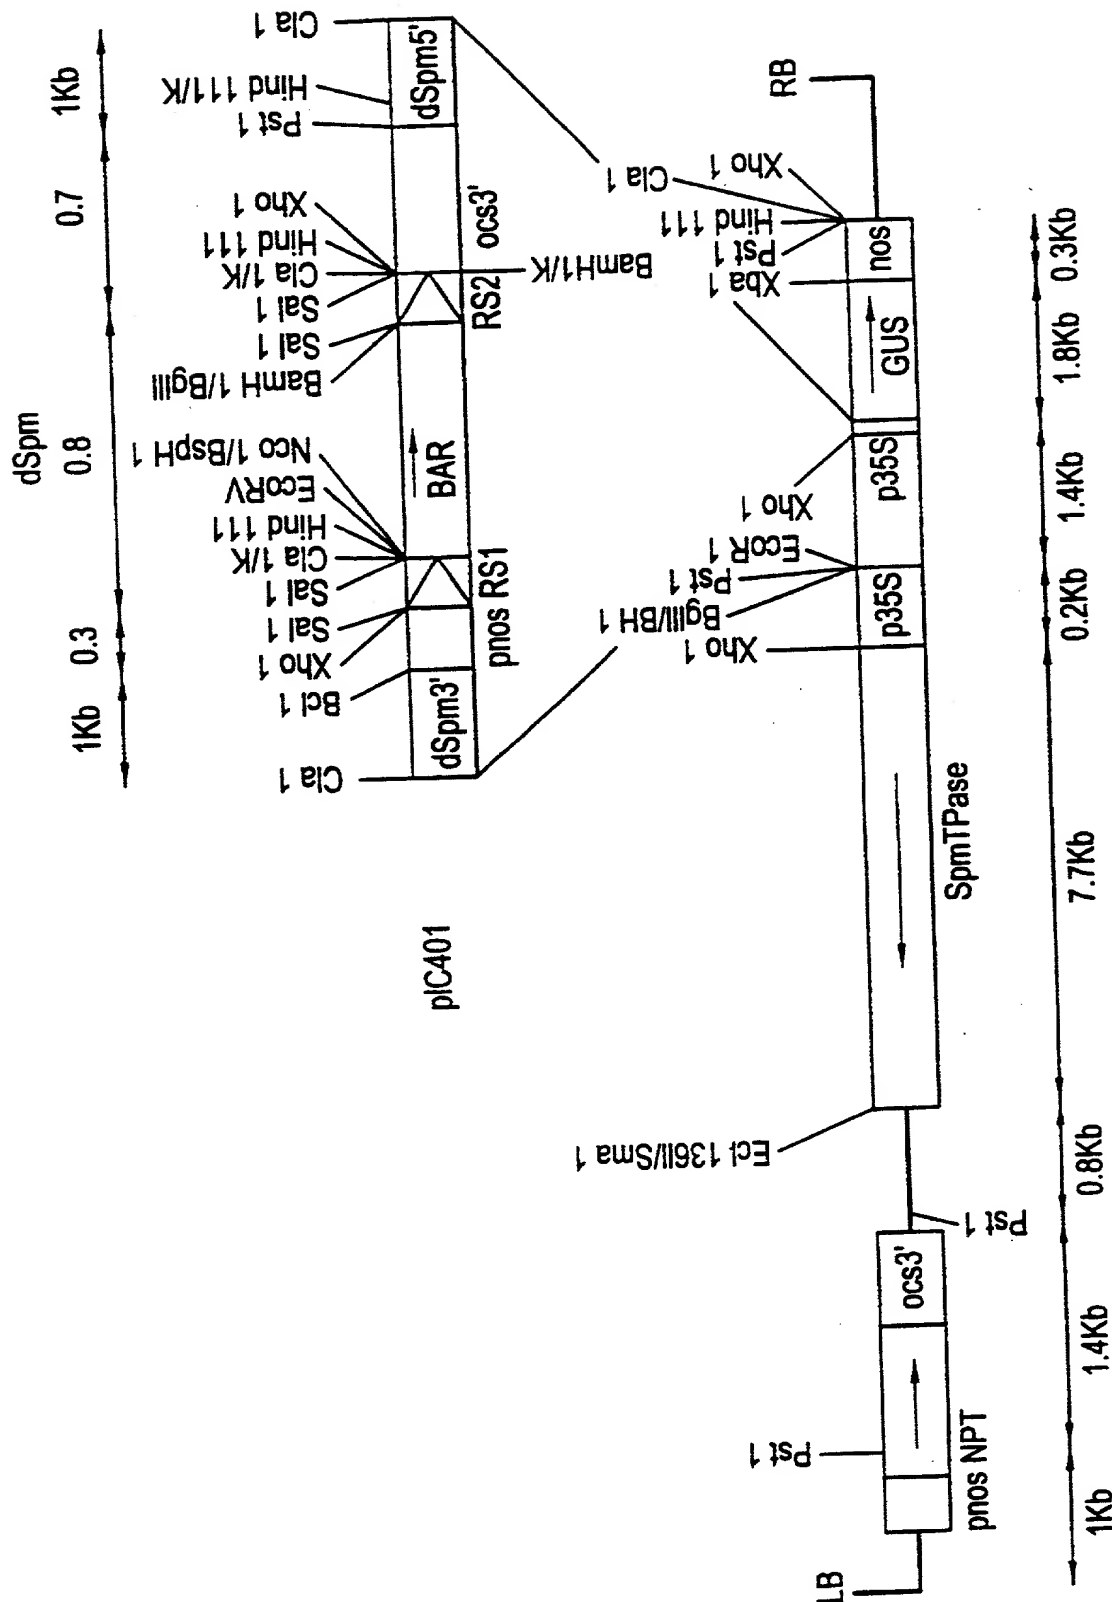 dSpm
1Kb
0.3
0.8
0.7
1Kb
Cla 1
Bcl 1
Xho 1
Sal 1
Sal 1
Cla 1/K
Hind 111
EcoRV
Nco 1/BspH 1
BamH 1/BglII
Sal 1
Sal 1
Cla 1/K
Hind 111
Xho 1
Pst 1
Hind 111/K
Cla 1
dSpm3'
BAR
dSpm5'
pnos RS1
RS2
ocs3'
BamH1/K
pIC401
Pst 1
Ecl 136II/Sma 1
Xho 1
BglII/BH 1
Pst 1
EcoR 1
Xho 1
Xba 1
Pst 1
Hind 111
Cla 1
Xho 1
LB
ocs3'
p35S
p35S
GUS
nos
RB
pnos NPT
Pst 1
SpmTPase
1Kb
1.4Kb
0.8Kb
7.7Kb
0.2Kb
1.4Kb
1.8Kb
0.3Kb